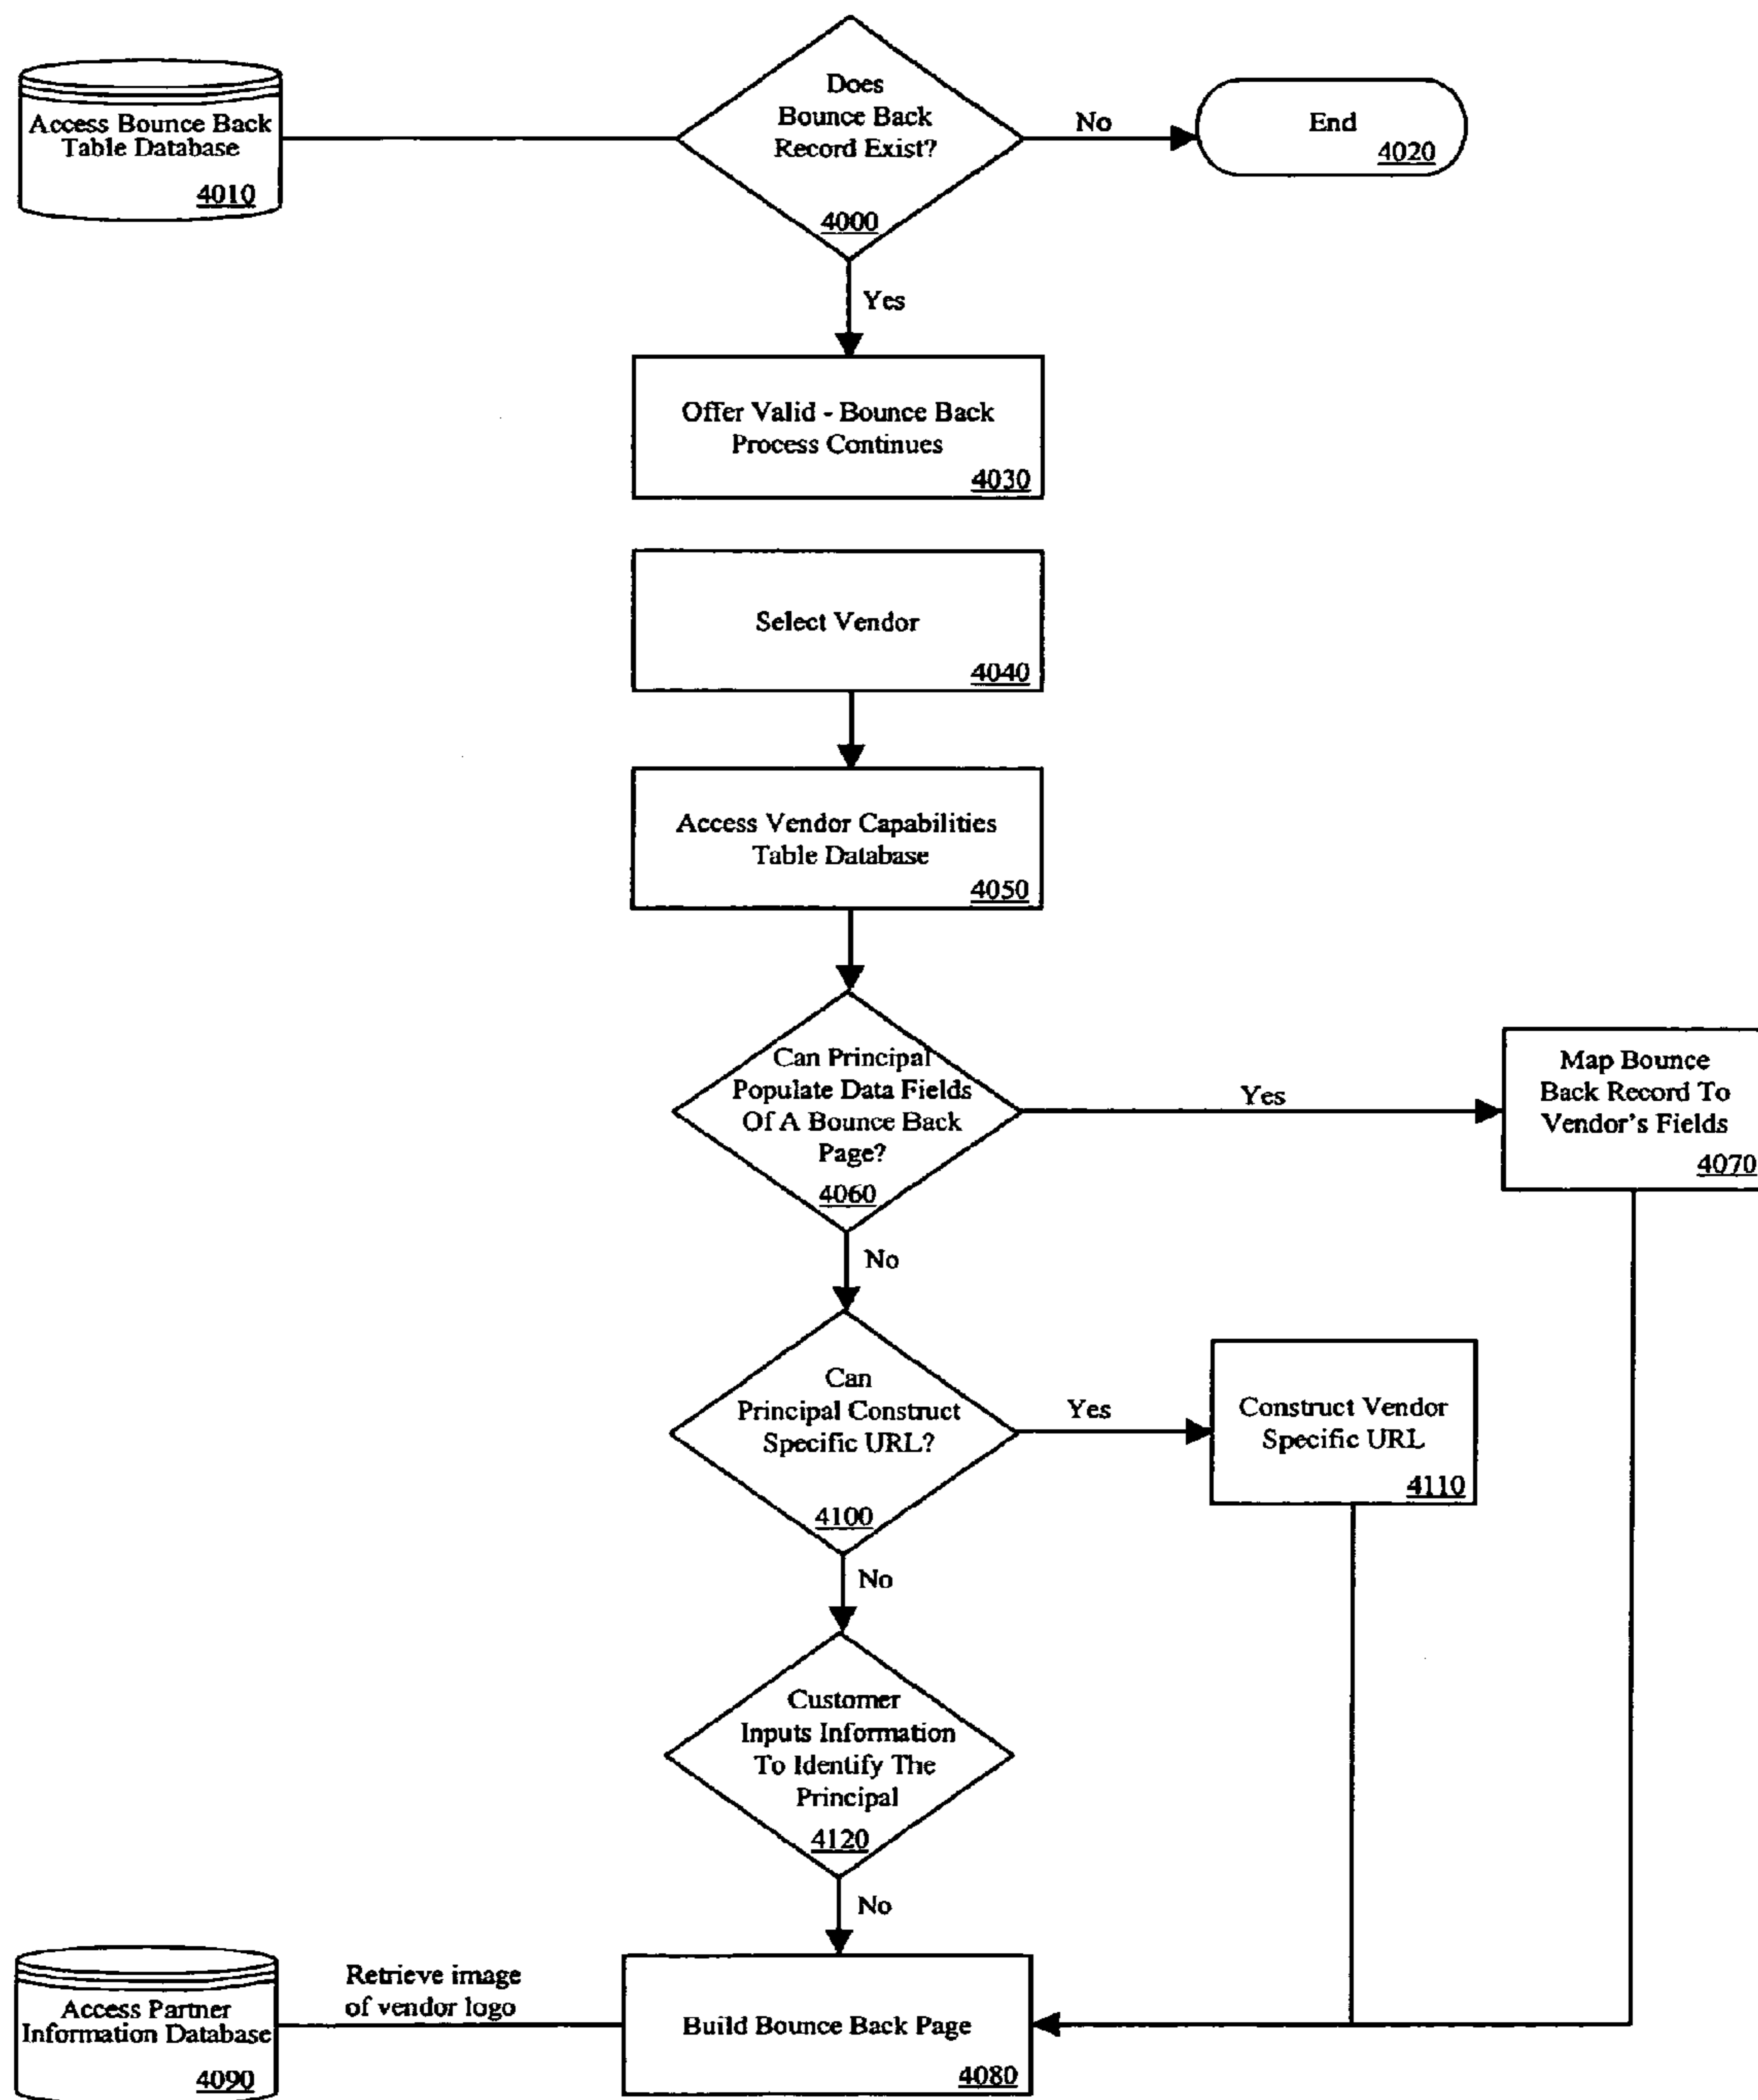 Does
Bounce Back
Record Exist?
4000
Access Bounce Back
Table Database
4010
No
End
4020
Yes
Offer Valid - Bounce Back
Process Continues
4030
Select Vendor
4040
Access Vendor Capabilities
Table Database
4050
Can Principal
Populate Data Fields
Of A Bounce Back
Page?
4060
Yes
Map Bounce
Back Record To
Vendor's Fields
4070
No
Can
Principal Construct
Specific URL?
4100
Yes
Construct Vendor
Specific URL
4110
No
Customer
Inputs Information
To Identify The
Principal
4120
No
Access Partner
Information Database
4090
Retrieve image
of vendor logo
Build Bounce Back Page
4080